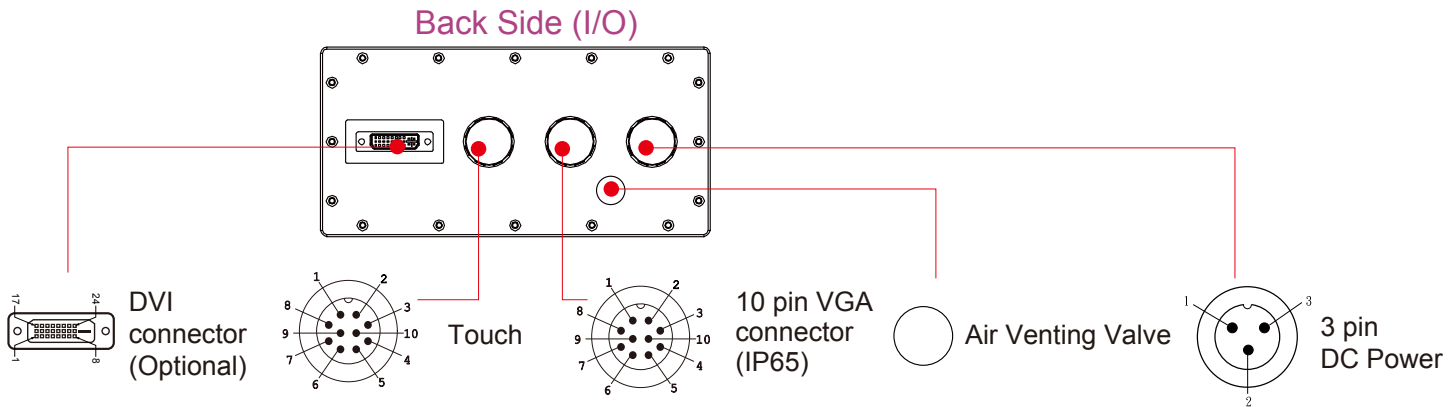 Back Side (I/O)
17
24
1
8
DVI
connector
(Optional)
1
2
8
3
9
10
7
4
6
5
Touch
1
2
8
3
9
10
7
4
6
5
10 pin VGA
connector
(IP65)
Air Venting Valve
1
3
2
3 pin
DC Power